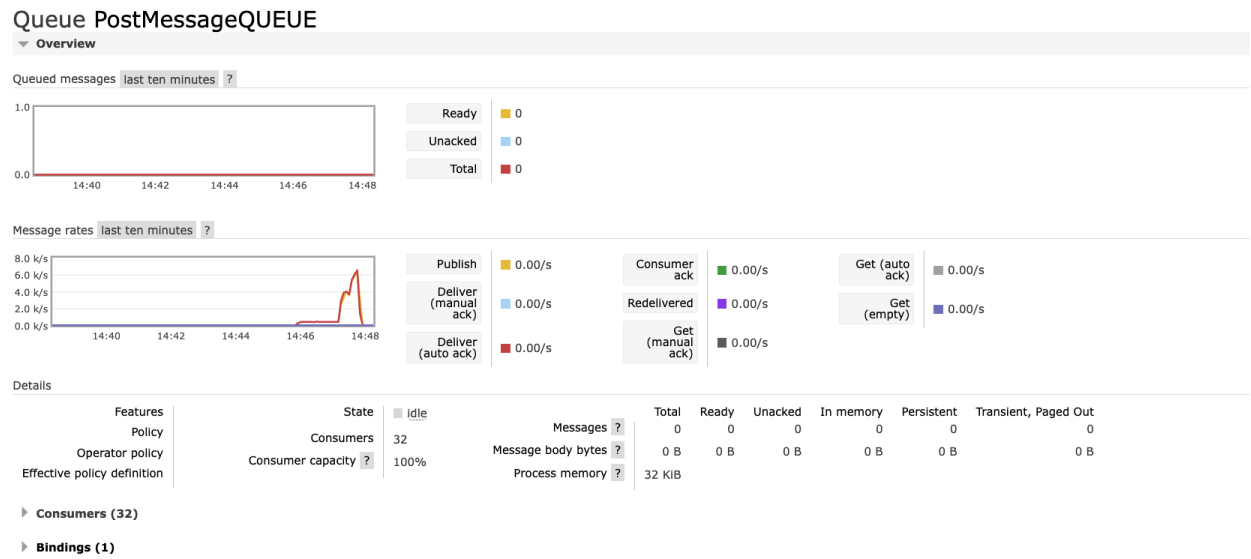 Queue PostMessageQUEUE
Overview
Queued messages last ten minutes ?
1.0
0.0
14:40 14:42 14:44 14:46 14:48
Ready 0
Unacked 0
Total 0
Message rates last ten minutes ?
8.0 k/s
6.0 k/s
4.0 k/s
2.0 k/s
0.0 k/s
14:40 14:42 14:44 14:46 14:48
Publish 0.00/s
Deliver
(manual
ack) 0.00/s
Deliver
(auto ack) 0.00/s
Consumer
ack 0.00/s
Redelivered 0.00/s
Get
(manual
ack) 0.00/s
Get (auto
ack) 0.00/s
Get
(empty) 0.00/s
Details
Features
Policy
Operator policy
Effective policy definition
State idle
Consumers 32
Consumer capacity ? 100%
Total Ready Unacked In memory Persistent Transient, Paged Out
Messages ? 0 0 0 0 0 0
Message body bytes ? 0 B 0 B 0 B 0 B 0 B 0 B
Process memory ? 32 KiB
Consumers (32)
Bindings (1)